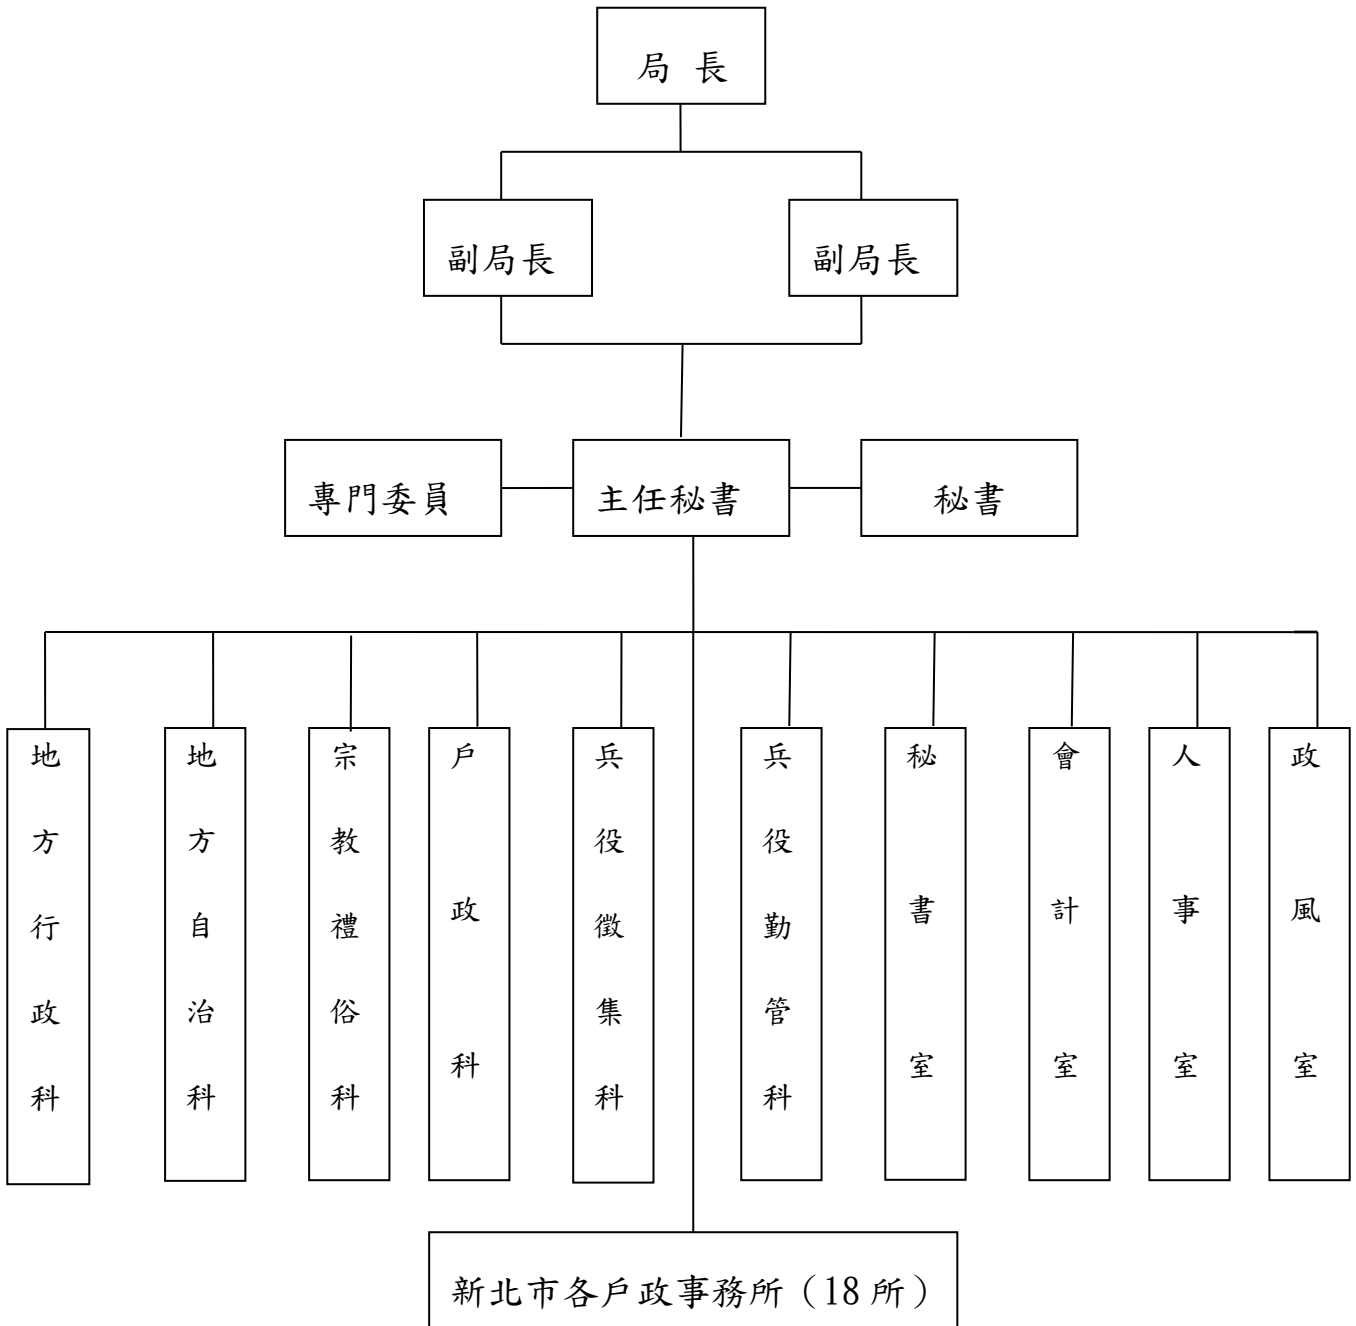 局 長
副局長
副局長
專門委員
主任秘書
秘書
地方行政科
地方自治科
宗教禮俗科
戶政科
兵役徵集科
兵役勤管科
秘書室
會計室
人事室
政風室
新北市各戶政事務所（18 所）